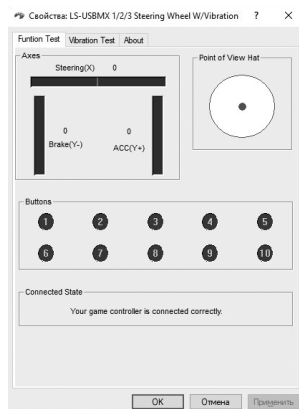 Свойства: LS-USBMX 1/2/3 Steering Wheel W/Vibration ? ×
Funtion Test Vibration Test About
Axes
Steering(X) 0
0 0
Brake(Y-) ACC(Y+)
Point of View Hat
Buttons
1 2 3 4 5
6 7 8 9 10
Connected State
Your game controller is connected correctly.
OK Отмена Применить